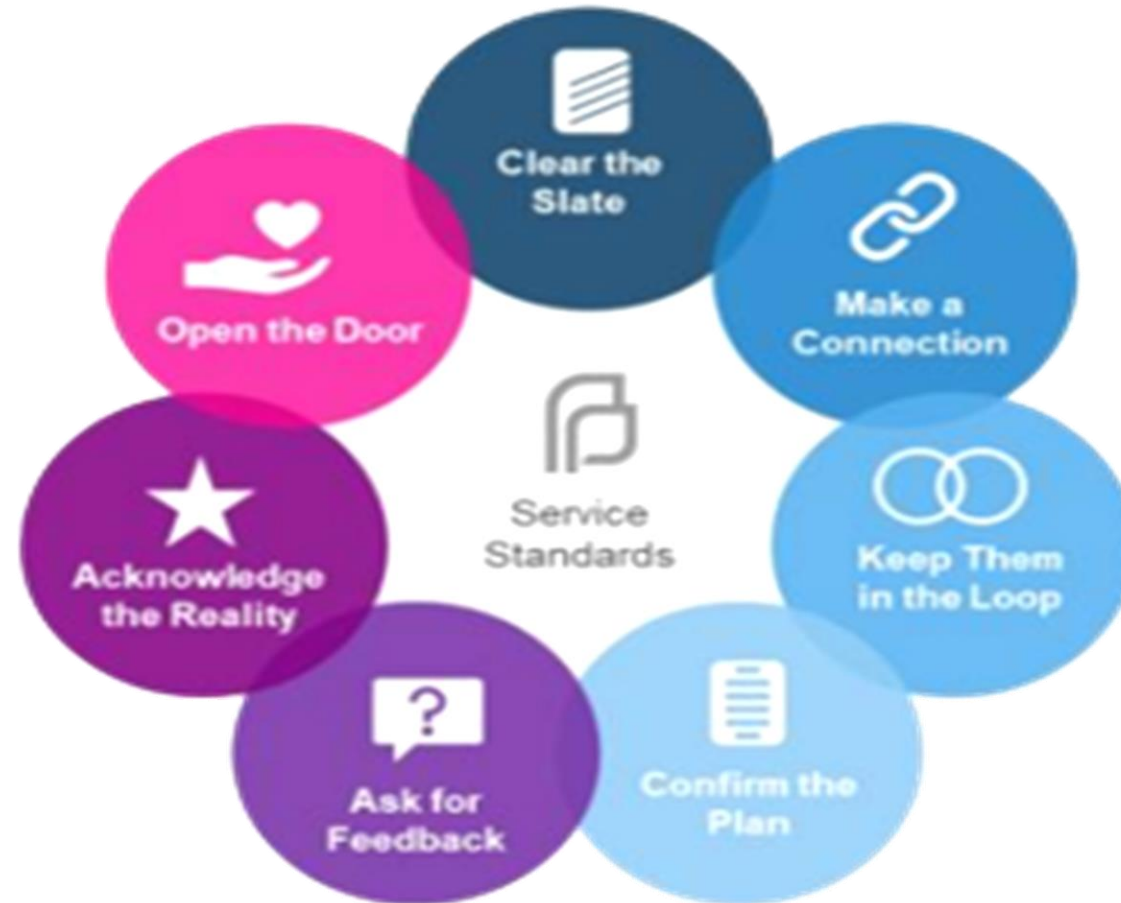 Clear the
Slate
Make a
Connection
Keep Them
in the Loop
Confirm the
Plan
Ask for
Feedback
Acknowledge
the Reality
Open the Door
Service
Standards